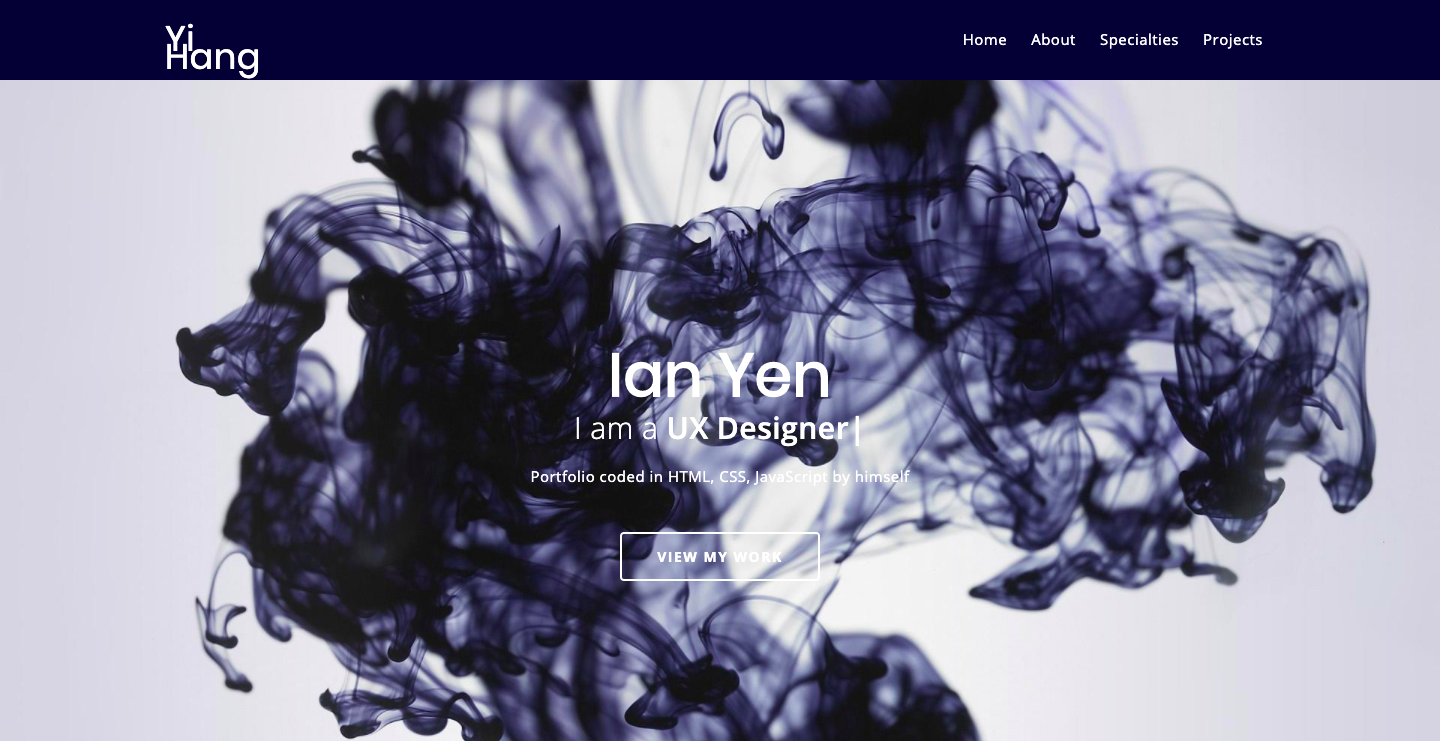 Yi
Hang
Home About Specialties Projects
Ian Yen
I am a UX Designer|
Portfolio coded in HTML, CSS, JavaScript by himself
VIEW MY WORK